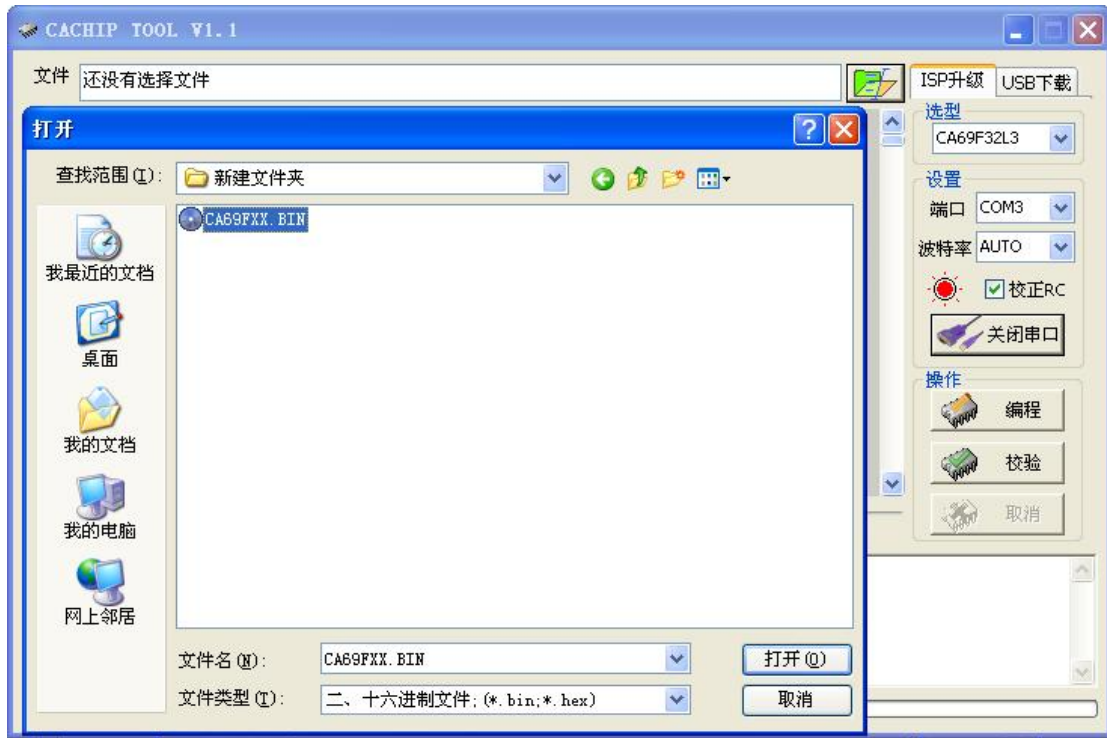 CACHIP TOOL V1.1
文件 还没有选择文件
ISP升级 USB下载
选型
CA69F32L3
设置
端口 COM3
波特率 AUTO
校正RC
关闭串口
操作
编程
校验
取消
打开
查找范围(I): 新建文件夹
CA69FXX.BIN
我最近的文档
桌面
我的文档
我的电脑
网上邻居
文件名(N): CA69FXX.BIN 打开(O)
文件类型(T): 二、十六进制文件;(*.bin;*.hex) 取消